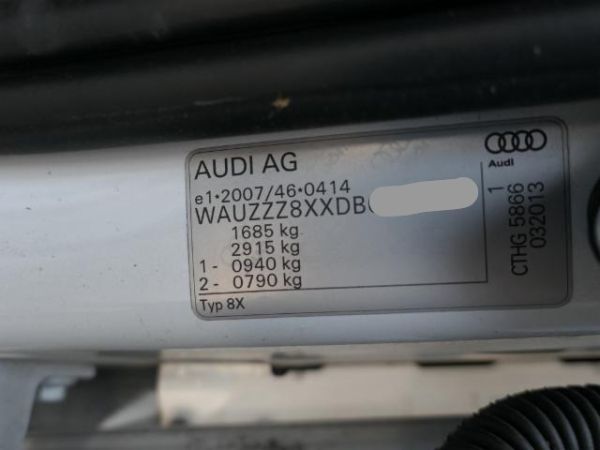 AUDI AG
Audi
e1*2007/46*0414
WAUZZZ8XXDB
1685 kg
2915 kg
1- 0940 kg
2- 0790 kg
Typ 8X
1
CTHG 5866
032013